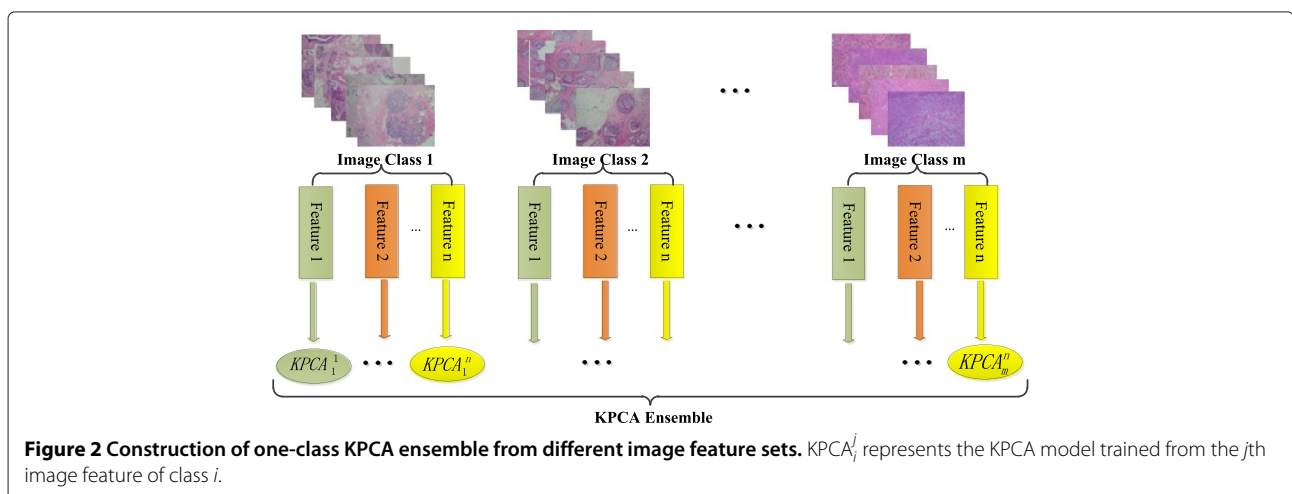 ...
Image Class 1 Image Class 2 Image Class m
Feature 1 Feature 2 ... Feature n Feature 1 Feature 2 ... Feature n ... Feature 1 Feature 2 ... Feature n
KPCA₁¹ ... KPCA₁ⁿ ... ... KPCAₘⁿ
KPCA Ensemble
Figure 2 Construction of one-class KPCA ensemble from different image feature sets. KPCAᵢʲ represents the KPCA model trained from the jth
image feature of class i.